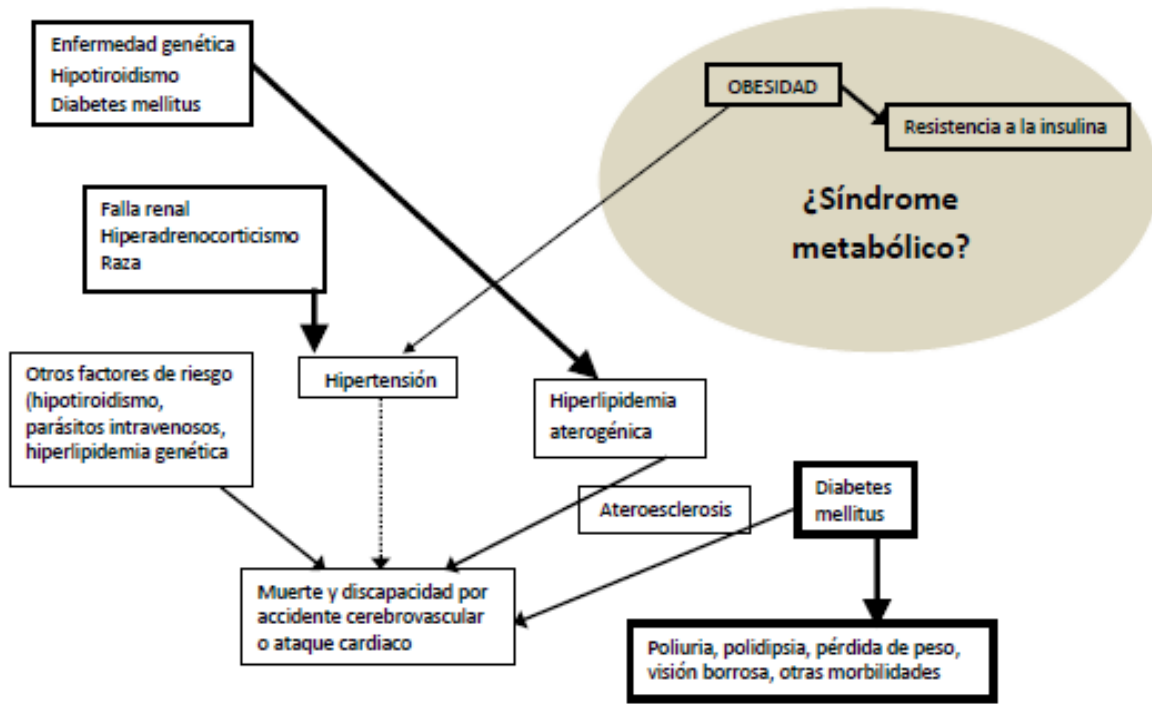 Enfermedad genética
Hipotiroidismo
Diabetes mellitus
OBESIDAD
Resistencia a la insulina
¿Síndrome
metabólico?
Falla renal
Hiperadrenocorticismo
Raza
Otros factores de riesgo
(hipotiroidismo,
parásitos intravenosos,
hiperlipidemia genética
Hipertensión
Hiperlipidemia
aterogénica
Ateroesclerosis
Diabetes
mellitus
Muerte y discapacidad por
accidente cerebrovascular
o ataque cardiaco
Poliuria, polidipsia, pérdida de peso,
visión borrosa, otras morbilidades